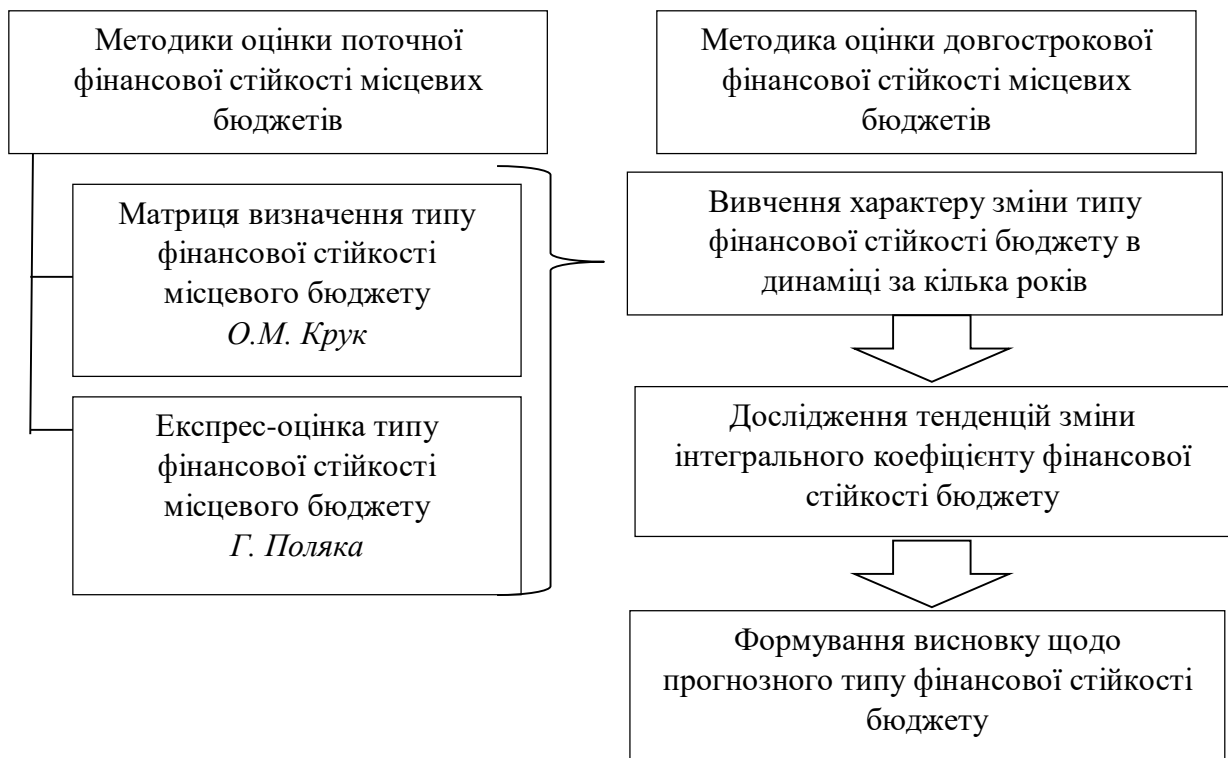 Методики оцінки поточної
фінансової стійкості місцевих
бюджетів
Матриця визначення типу
фінансової стійкості
місцевого бюджету
О.М. Крук
Експрес-оцінка типу
фінансової стійкості
місцевого бюджету
Г. Поляка
Методика оцінки довгострокової
фінансової стійкості місцевих
бюджетів
Вивчення характеру зміни типу
фінансової стійкості бюджету в
динаміці за кілька років
Дослідження тенденцій зміни
інтегрального коефіцієнту фінансової
стійкості бюджету
Формування висновку щодо
прогнозного типу фінансової стійкості
бюджету